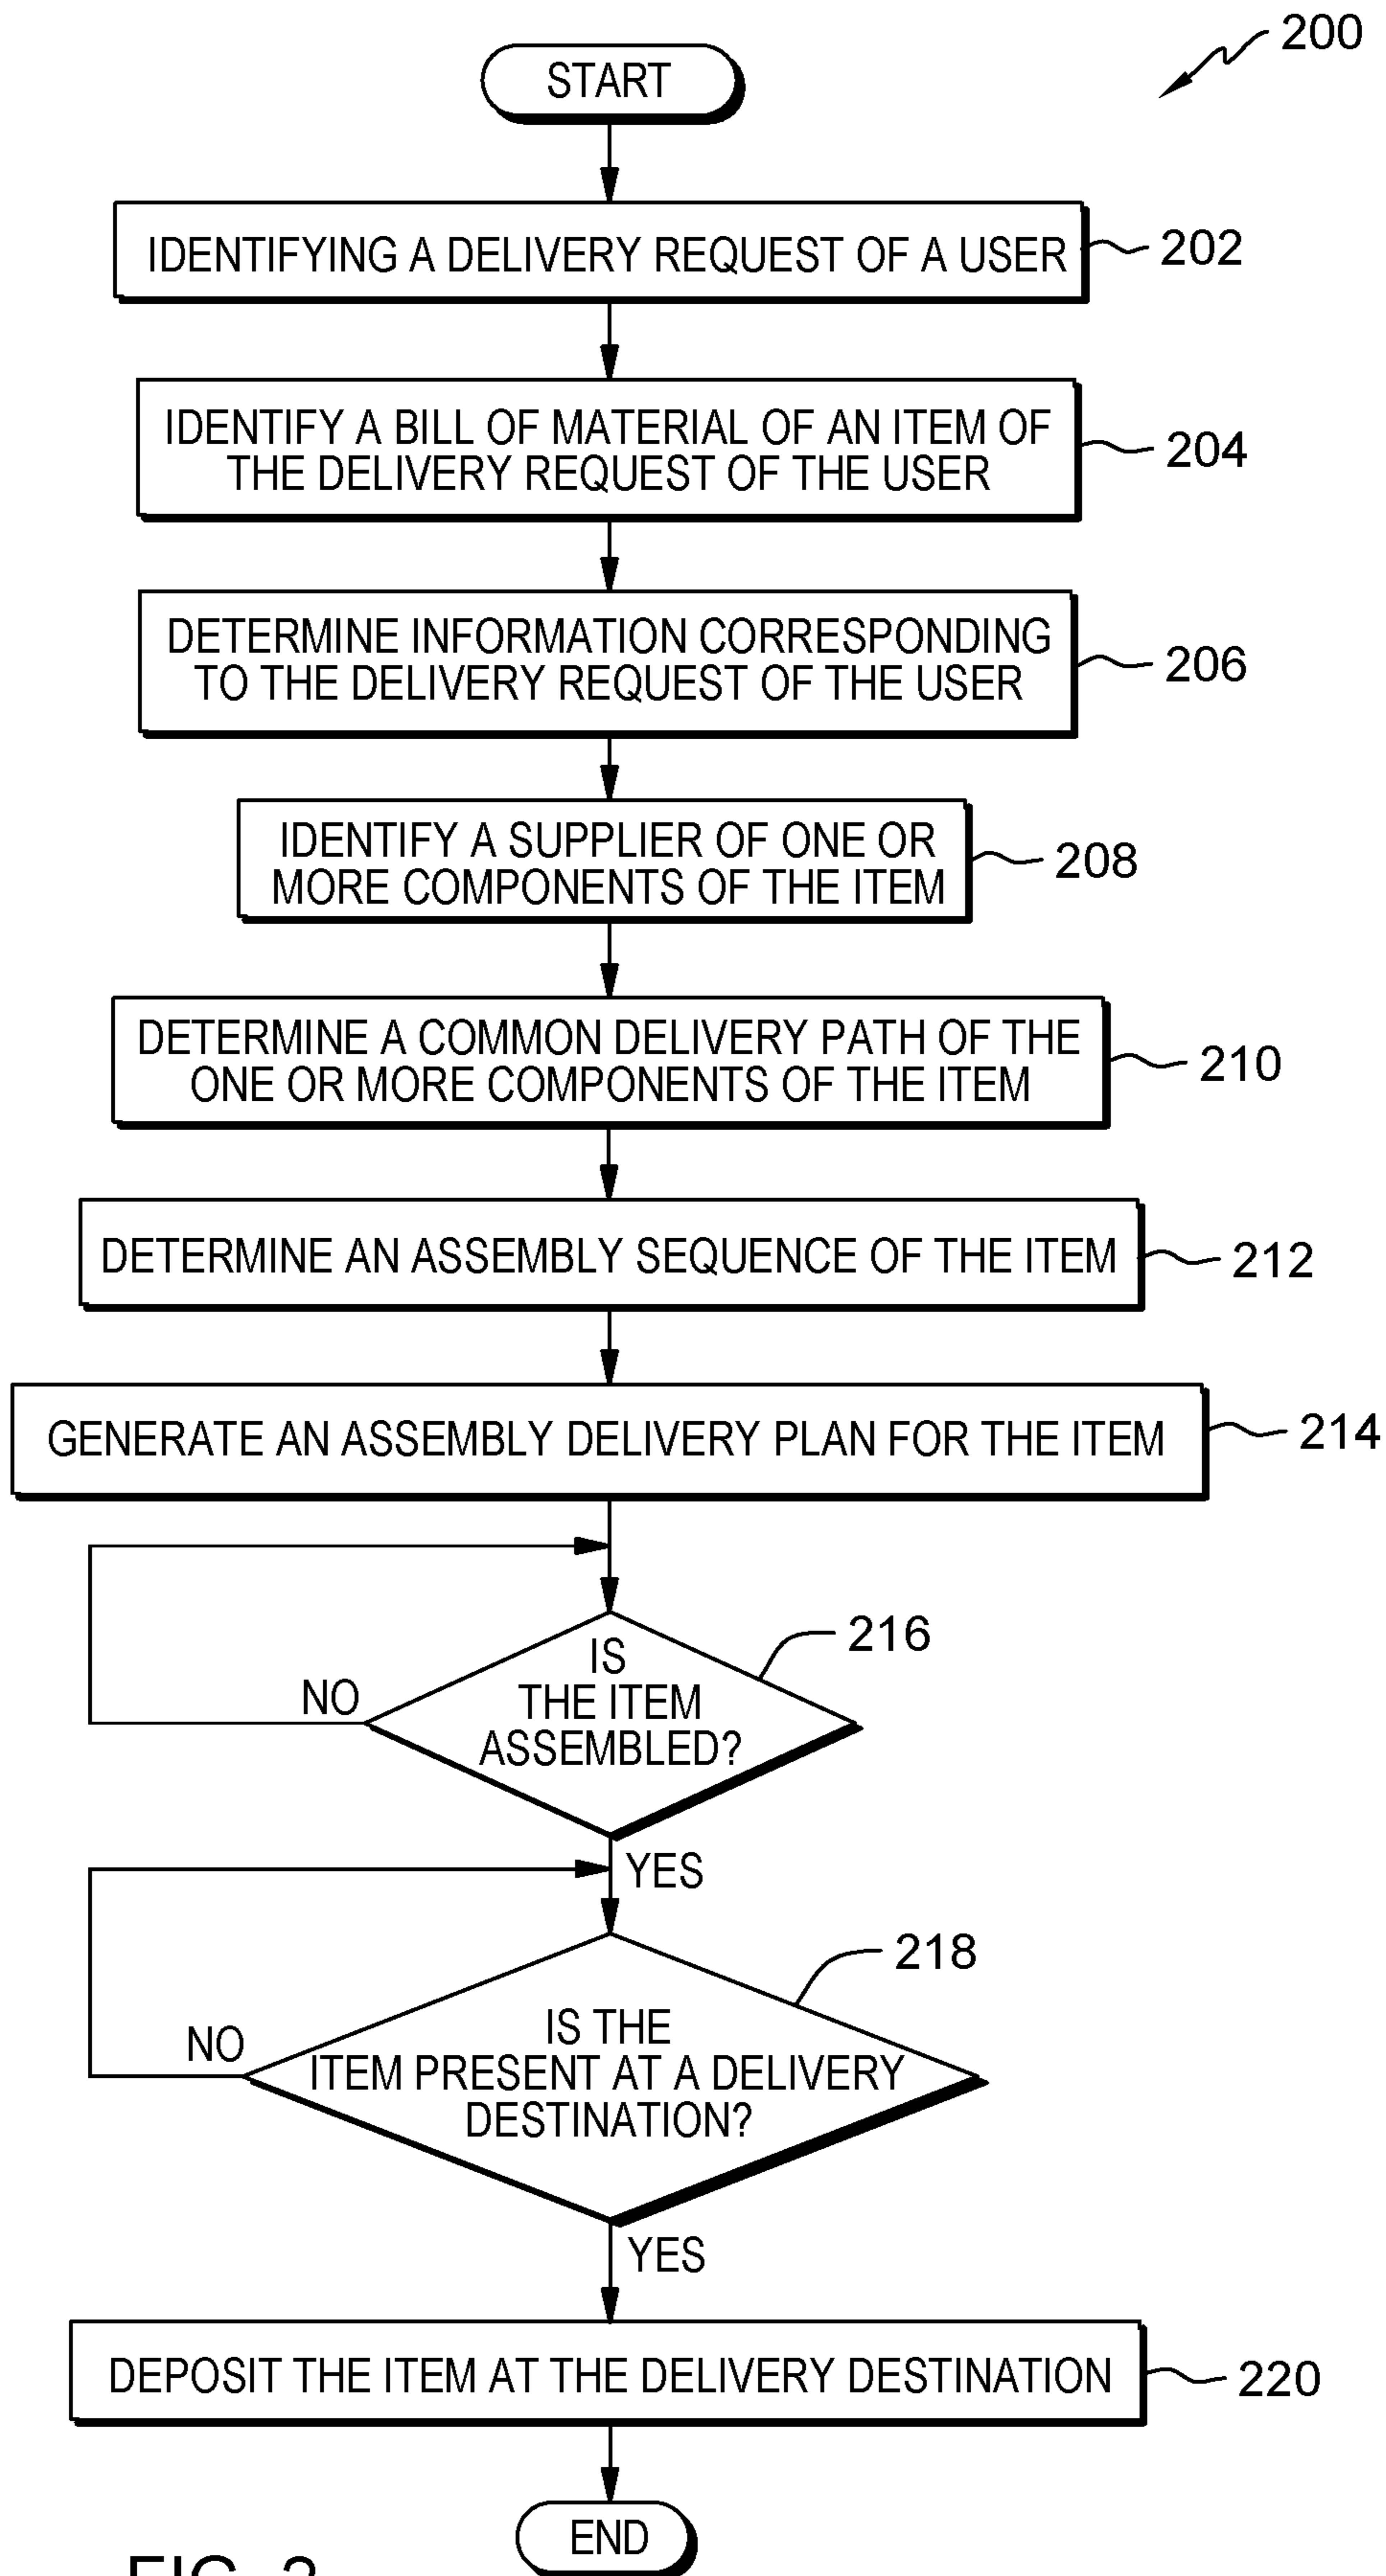 200
START
IDENTIFYING A DELIVERY REQUEST OF A USER
202
IDENTIFY A BILL OF MATERIAL OF AN ITEM OF
THE DELIVERY REQUEST OF THE USER
204
DETERMINE INFORMATION CORRESPONDING
TO THE DELIVERY REQUEST OF THE USER
206
IDENTIFY A SUPPLIER OF ONE OR
MORE COMPONENTS OF THE ITEM
208
DETERMINE A COMMON DELIVERY PATH OF THE
ONE OR MORE COMPONENTS OF THE ITEM
210
DETERMINE AN ASSEMBLY SEQUENCE OF THE ITEM
212
GENERATE AN ASSEMBLY DELIVERY PLAN FOR THE ITEM
214
216
IS
THE ITEM
ASSEMBLED?
NO
YES
218
IS THE
ITEM PRESENT AT A DELIVERY
DESTINATION?
NO
YES
DEPOSIT THE ITEM AT THE DELIVERY DESTINATION
220
END
FIG.